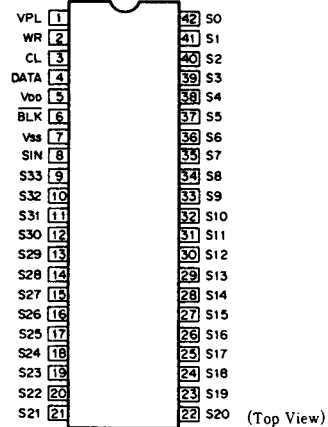 VPL 1 42 S0
WR 2 41 S1
CL 3 40 S2
DATA 4 39 S3
VDD 5 38 S4
BLK 6 37 S5
Vss 7 36 S6
SIN 8 35 S7
S33 9 34 S8
S32 10 33 S9
S31 11 32 S10
S30 12 31 S11
S29 13 30 S12
S28 14 29 S13
S27 15 28 S14
S26 16 27 S15
S25 17 26 S16
S24 18 25 S17
S23 19 24 S18
S22 20 23 S19
S21 21 22 S20 (Top View)